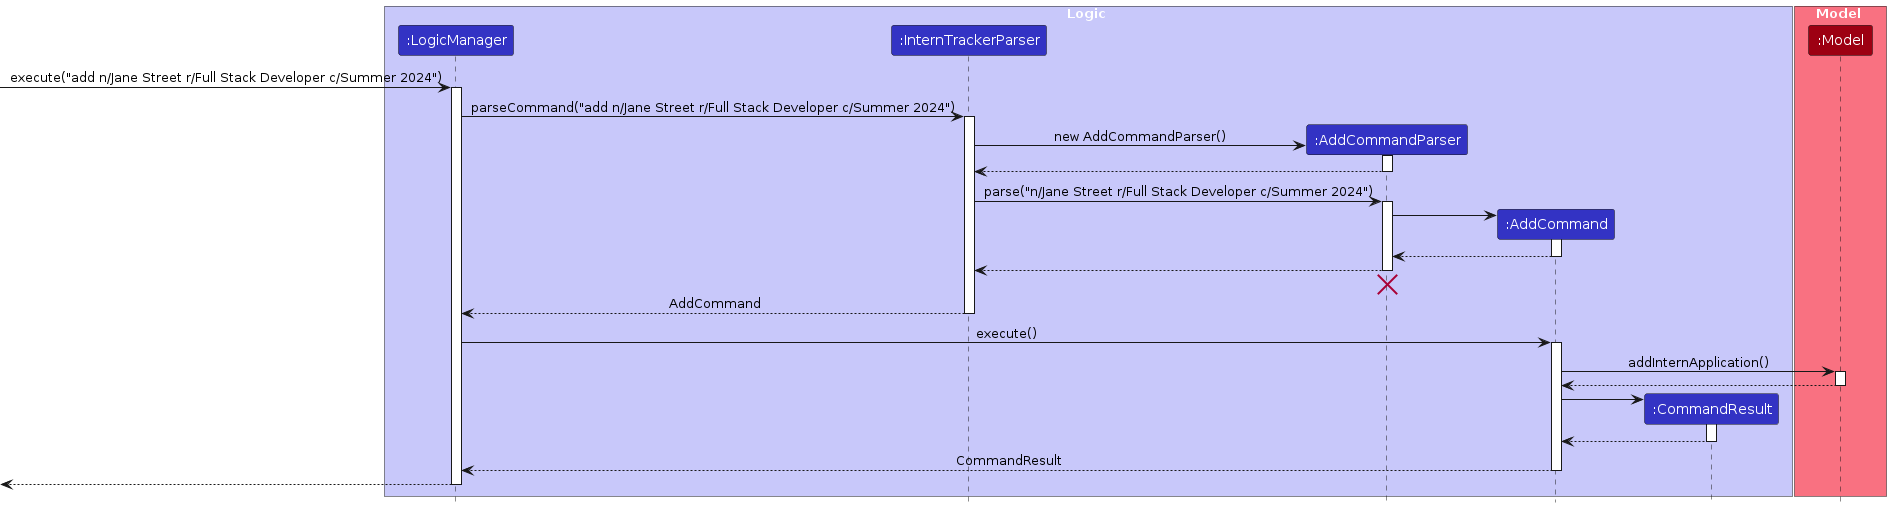 Logic
Model
:LogicManager
:InternTrackerParser
:Model
execute("add n/Jane Street r/Full Stack Developer c/Summer 2024")
parseCommand("add n/Jane Street r/Full Stack Developer c/Summer 2024")
new AddCommandParser()
:AddCommandParser
parse("n/Jane Street r/Full Stack Developer c/Summer 2024")
:AddCommand
AddCommand
execute()
addInternApplication()
:CommandResult
CommandResult